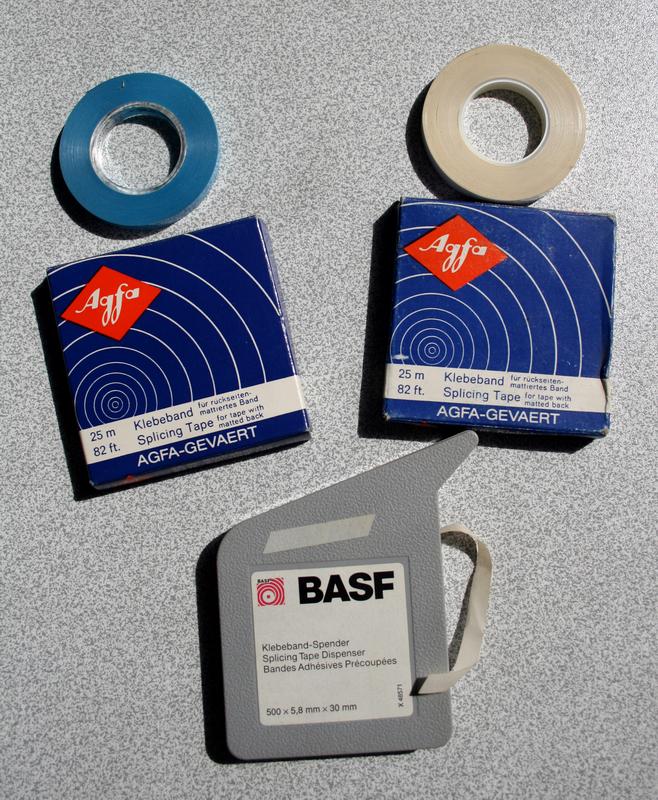 Agfa
25 m
82 ft.
Klebeband für rückseiten-
mattiertes Band
Splicing Tape for tape with
matted back
AGFA-GEVAERT
Agfa
25 m
82 ft.
Klebeband für rückseiten-
mattiertes Band
Splicing Tape for tape with
matted back
AGFA-GEVAERT
BASF
BASF
Klebeband-Spender
Splicing Tape Dispenser
Bandes Adhésives Précoupées
500 × 5,8 mm × 30 mm
X 48571